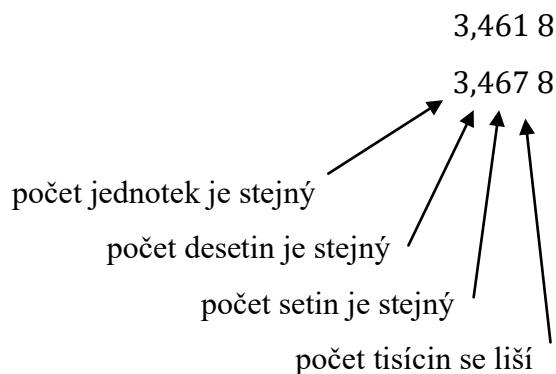 3,461 8
3,467 8
počet jednotek je stejný
počet desetin je stejný
počet setin je stejný
počet tisícin se liší